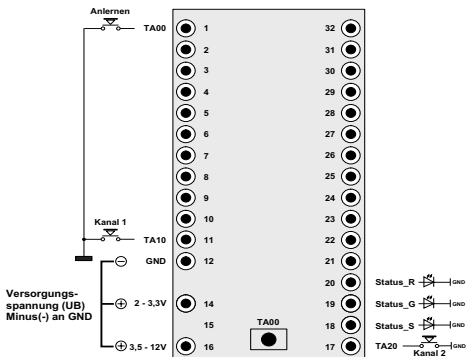 Anlernen
TA00 1 32
2 31
3 30
4 29
5 28
6 27
7 26
8 25
9 24
10 23
Kanal 1
TA10 11 22
GND 12 21
20 Status_R GND
Versorgungs-
spannung (UB)
Minus(-) an GND
2 - 3,3V 14 19 Status_G GND
15 TA00 18 Status_S GND
3,5 - 12V 16 17 TA20 GND
Kanal 2